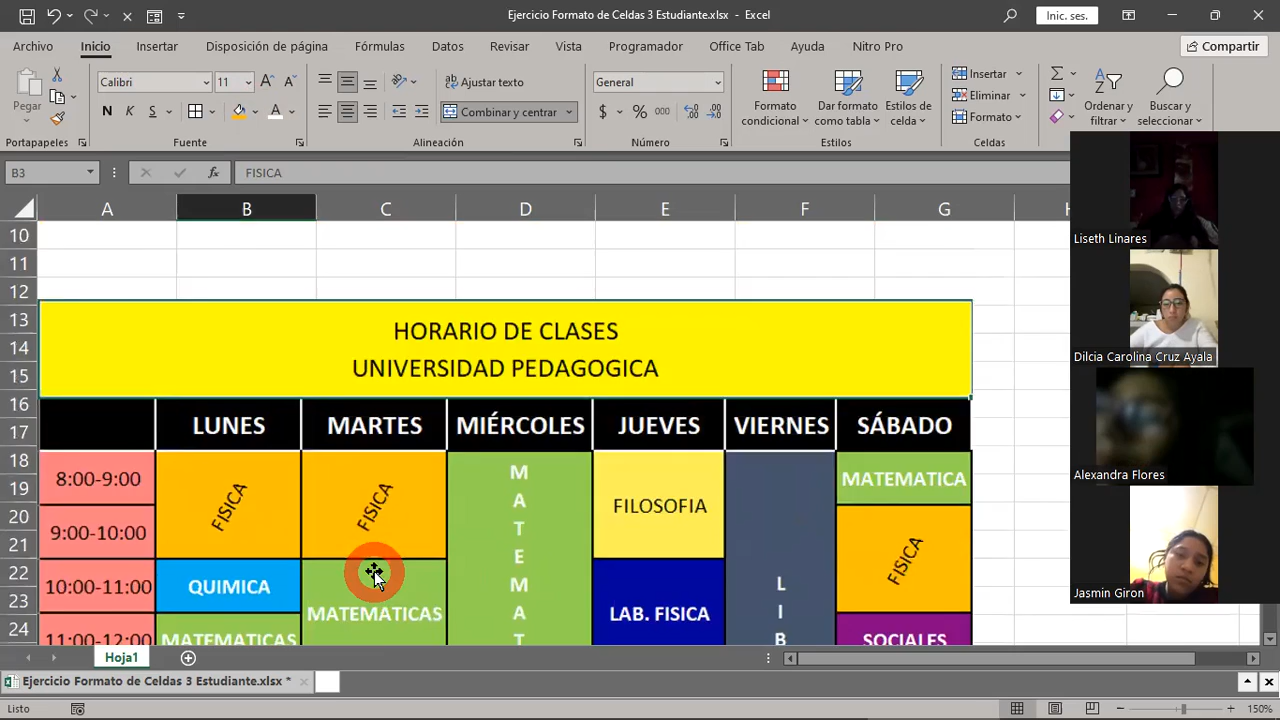 Ejercicio Formato de Celdas 3 Estudiante.xlsx - Excel
Inic. ses.
Archivo Inicio Insertar Disposición de página Fórmulas Datos Revisar Vista Programador Office Tab Ayuda Nitro Pro Compartir
Pegar
Calibri 11
N K S
Ajustar texto
Combinar y centrar
General
$ % 000
Formato condicional
Dar formato como tabla
Estilos de celda
Insertar
Eliminar
Formato
Ordenar y filtrar
Buscar y seleccionar
Portapapeles Fuente Alineación Número Estilos Celdas
B3 fx FISICA
A B C D E F G H
10
11
12
13
14
15
16
17
18
19
20
21
22
23
24
HORARIO DE CLASES
UNIVERSIDAD PEDAGOGICA
LUNES MARTES MIÉRCOLES JUEVES VIERNES SÁBADO
8:00-9:00
9:00-10:00
10:00-11:00
11:00-12:00
FISICA
QUIMICA
MATEMATICAS
FISICA
MATEMATICAS
M
A
T
E
M
A
T
FILOSOFIA
LAB. FISICA
L
I
B
MATEMATICA
FISICA
SOCIALES
Liseth Linares
Dilcia Carolina Cruz Ayala
Alexandra Flores
Jasmin Giron
Hoja1
Ejercicio Formato de Celdas 3 Estudiante.xlsx *
Listo
150%